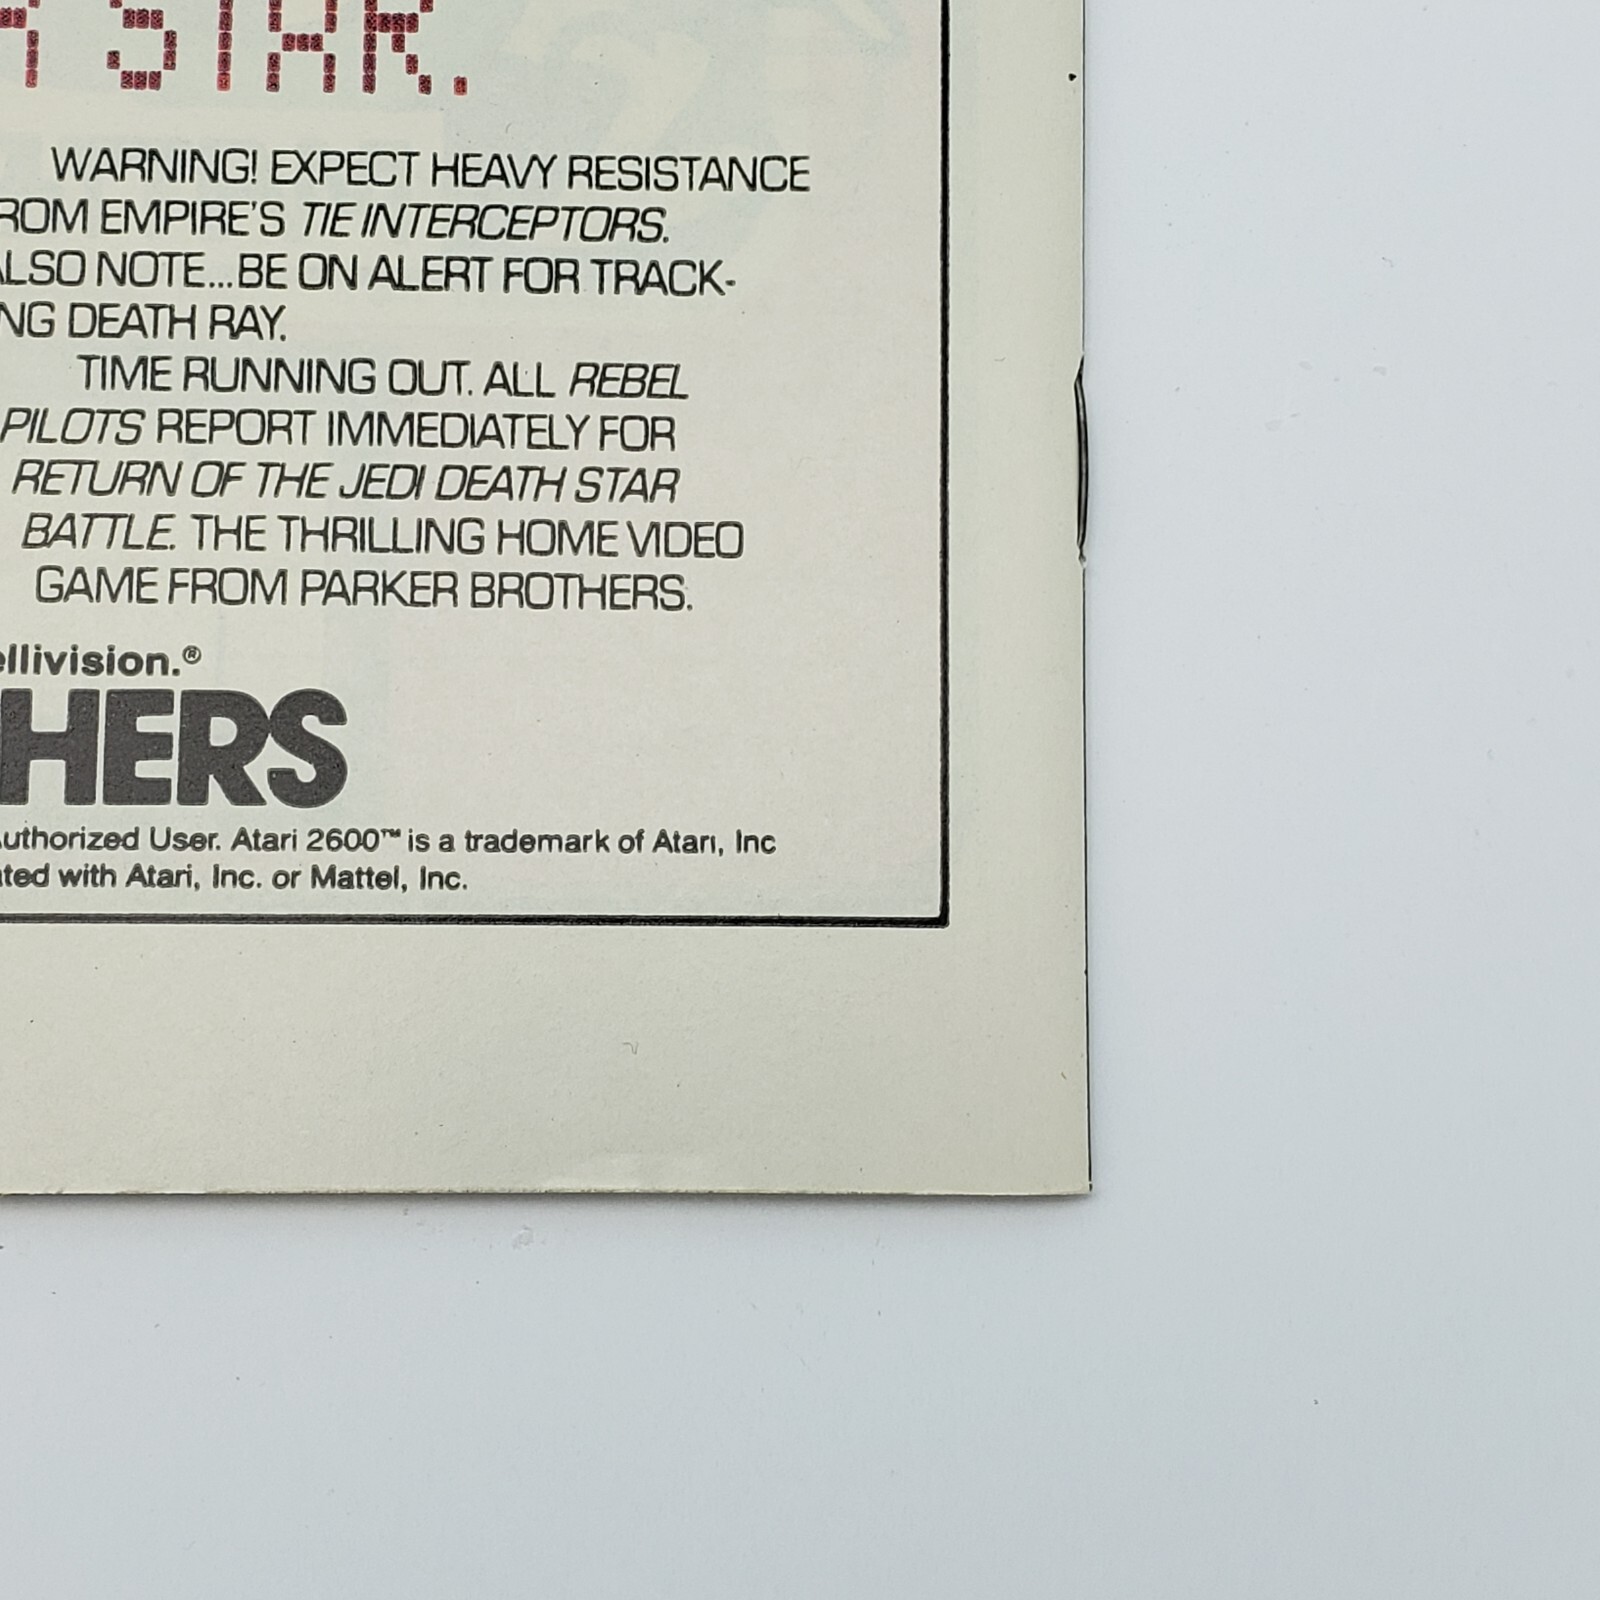 STAR.
WARNING! EXPECT HEAVY RESISTANCE
ROM EMPIRE'S TIE INTERCEPTORS.
ALSO NOTE...BE ON ALERT FOR TRACK-
NG DEATH RAY.
TIME RUNNING OUT. ALL REBEL
PILOTS REPORT IMMEDIATELY FOR
RETURN OF THE JEDI DEATH STAR
BATTLE. THE THRILLING HOME VIDEO
GAME FROM PARKER BROTHERS.
ellivision.®
HERS
Authorized User. Atari 2600™ is a trademark of Atari, Inc
ted with Atari, Inc. or Mattel, Inc.